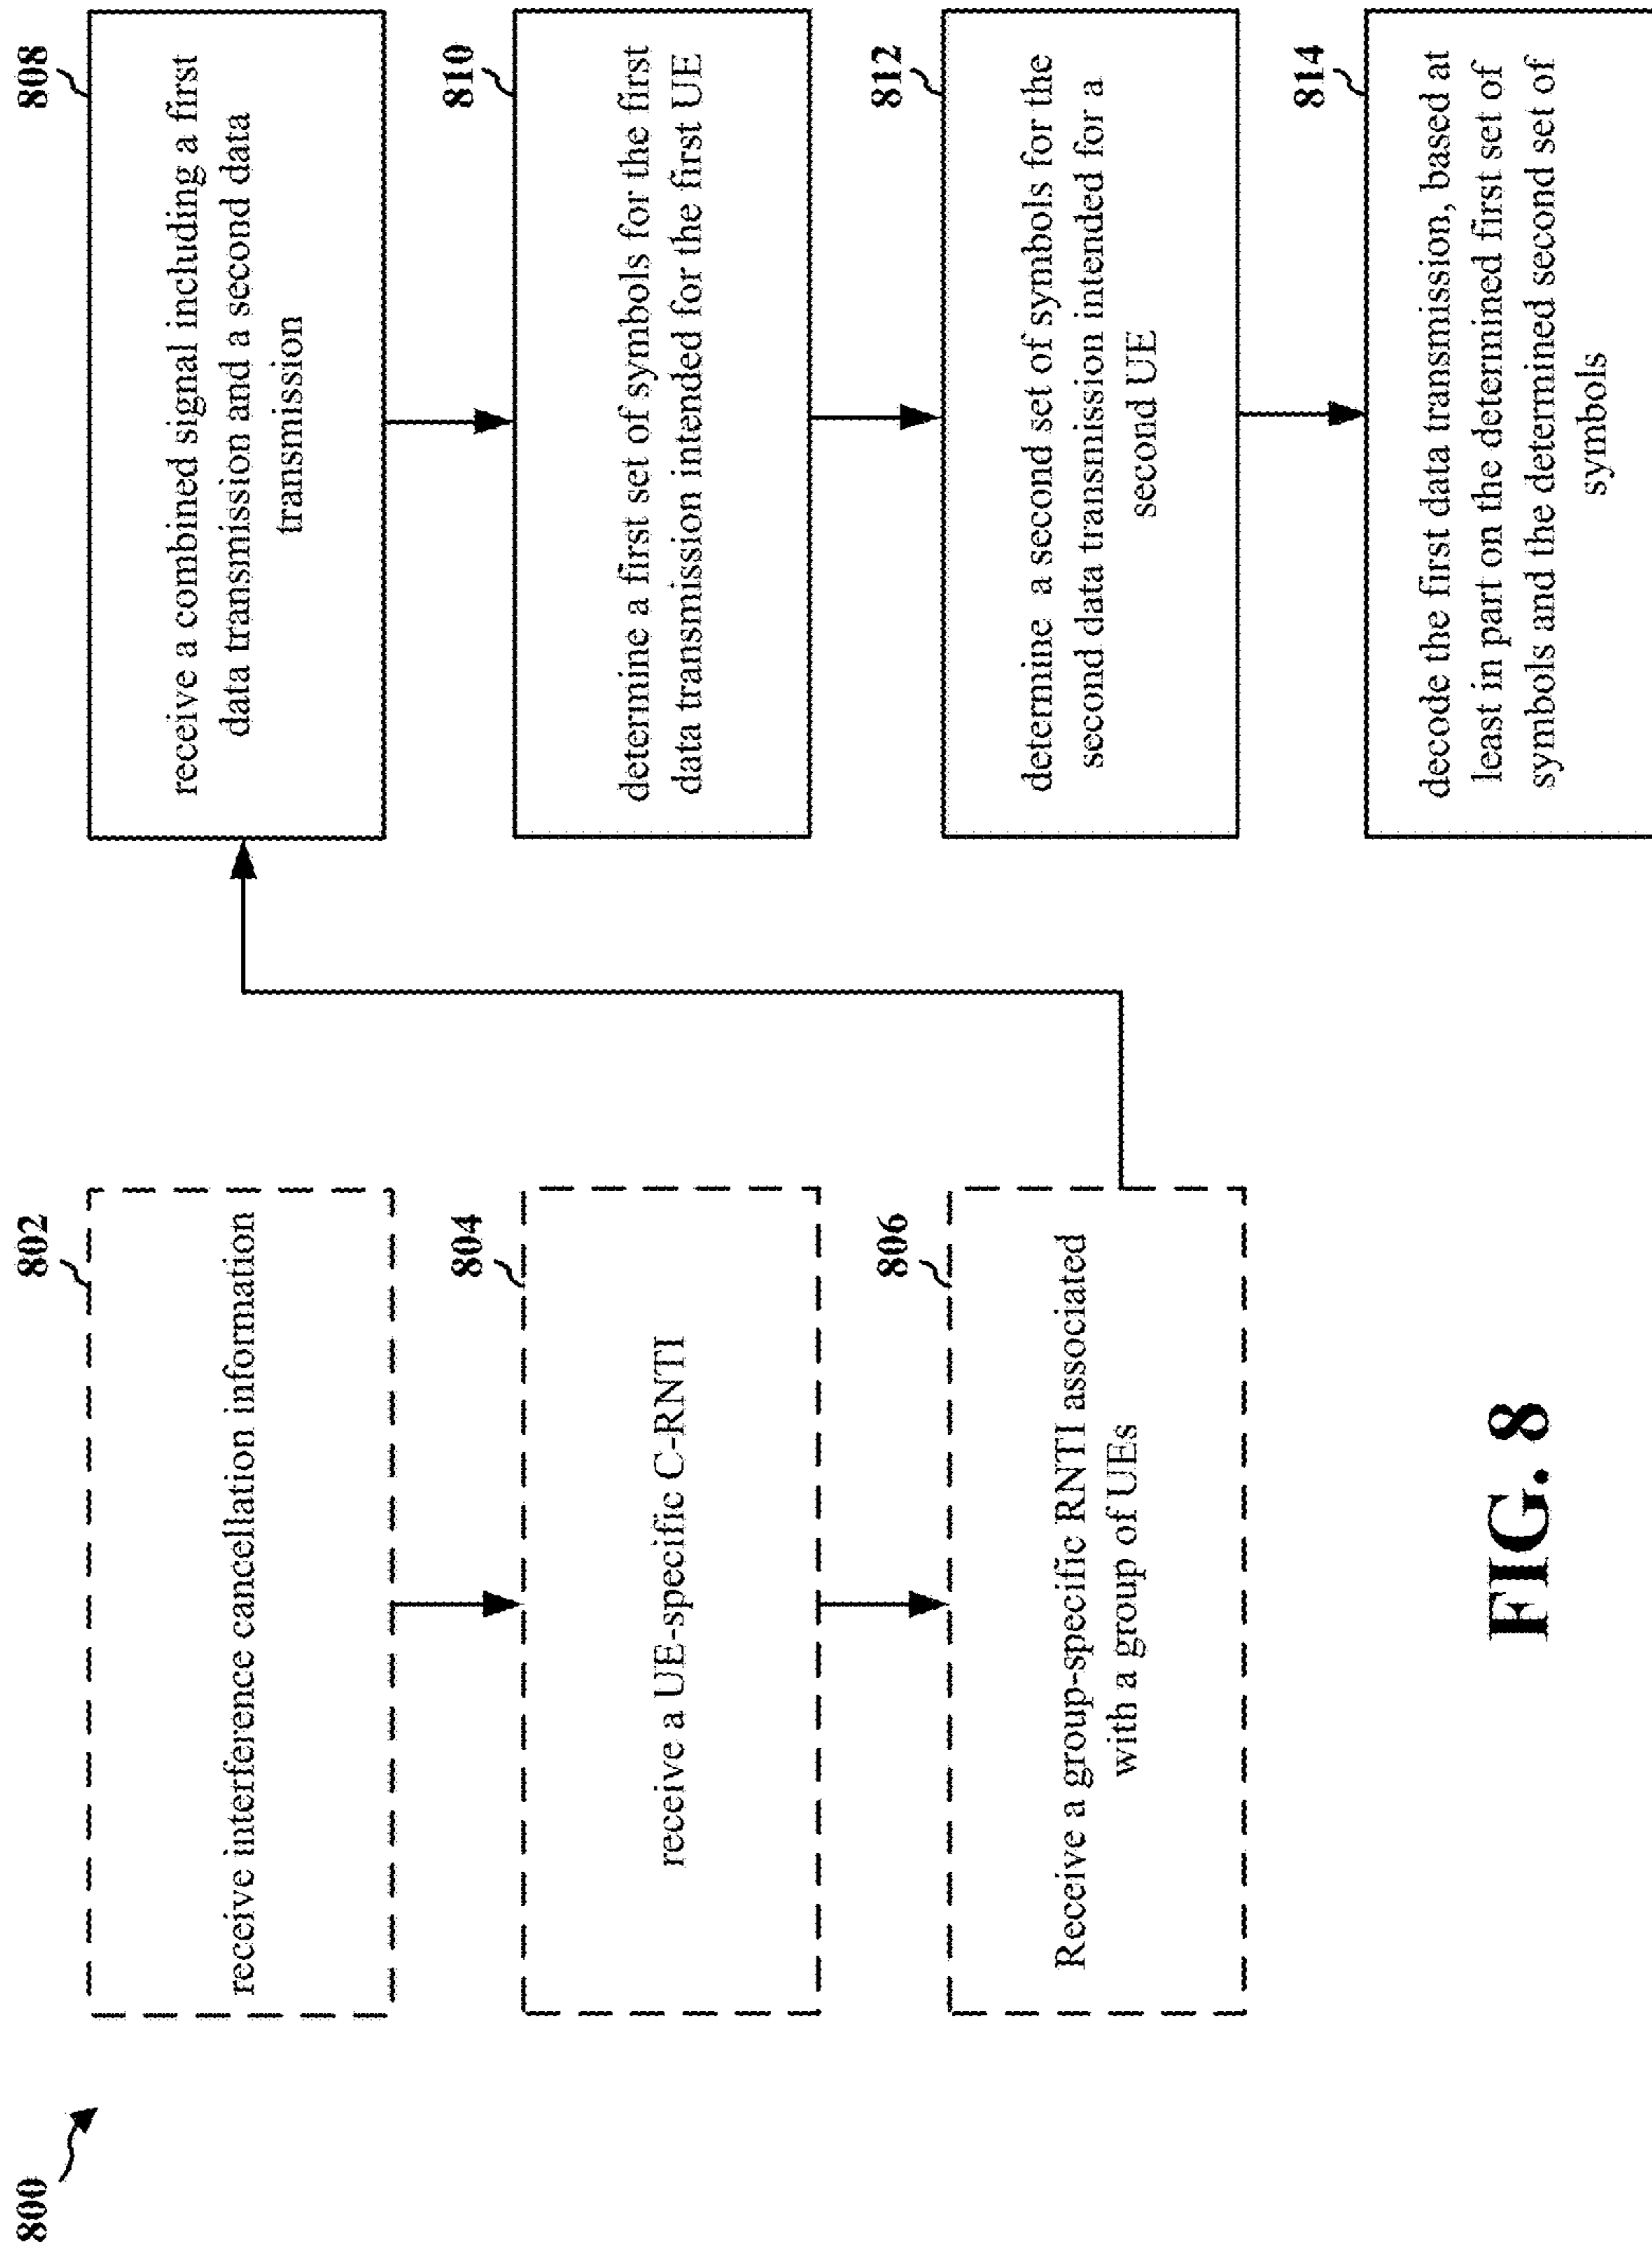 800
802
receive interference cancellation information
804
receive a UE-specific C-RNTI
806
Receive a group-specific RNTI associated
with a group of UEs
808
receive a combined signal including a first
data transmission and a second data
transmission
810
determine a first set of symbols for the first
data transmission intended for the first UE
812
determine a second set of symbols for the
second data transmission intended for a
second UE
814
decode the first data transmission, based at
least in part on the determined first set of
symbols and the determined second set of
symbols
FIG. 8